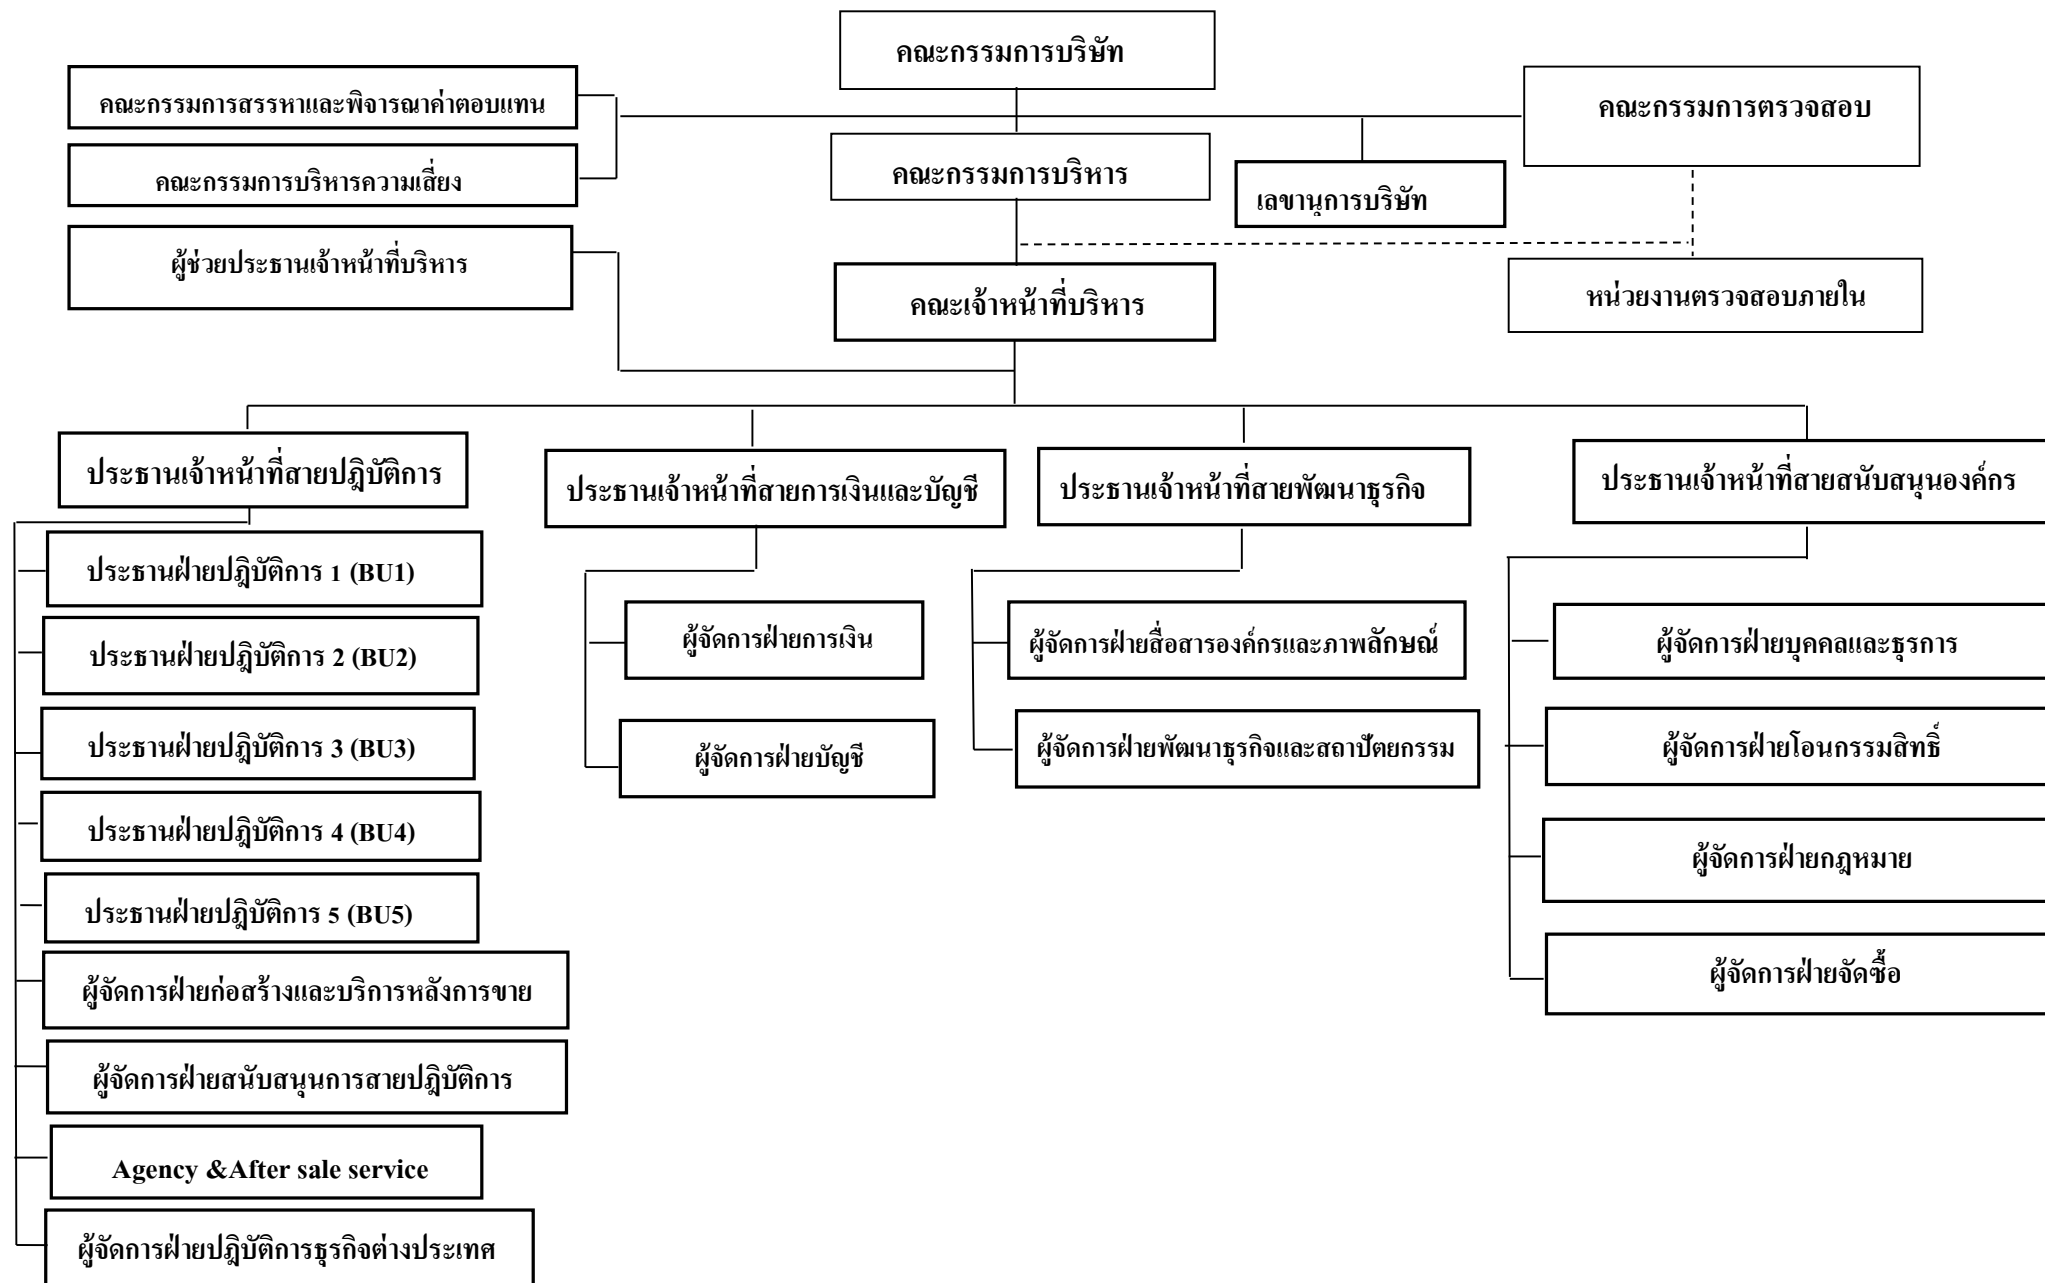 คณะกรรมการบริษัท
คณะกรรมการสรรหาและพิจารณาค่าตอบแทน
คณะกรรมการตรวจสอบ
คณะกรรมการบริหารความเสี่ยง
คณะกรรมการบริหาร
เลขานุการบริษัท
ผู้ช่วยประธานเจ้าหน้าที่บริหาร
คณะเจ้าหน้าที่บริหาร
หน่วยงานตรวจสอบภายใน
ประธานเจ้าหน้าที่สายปฎิบัติการ
ประธานเจ้าหน้าที่สายการเงินและบัญชี
ประธานเจ้าหน้าที่สายพัฒนาธุรกิจ
ประธานเจ้าหน้าที่สายสนับสนุนองค์กร
ประธานฝ่ายปฎิบัติการ 1 (BU1)
ประธานฝ่ายปฎิบัติการ 2 (BU2)
ประธานฝ่ายปฎิบัติการ 3 (BU3)
ประธานฝ่ายปฎิบัติการ 4 (BU4)
ประธานฝ่ายปฎิบัติการ 5 (BU5)
ผู้จัดการฝ่ายก่อสร้างและบริการหลังการขาย
ผู้จัดการฝ่ายสนับสนุนการสายปฎิบัติการ
Agency &After sale service
ผู้จัดการฝ่ายปฎิบัติการธุรกิจต่างประเทศ
ผู้จัดการฝ่ายการเงิน
ผู้จัดการฝ่ายบัญชี
ผู้จัดการฝ่ายสื่อสารองค์กรและภาพลักษณ์
ผู้จัดการฝ่ายพัฒนาธุรกิจและสถาปัตยกรรม
ผู้จัดการฝ่ายบุคคลและธุรการ
ผู้จัดการฝ่ายโอนกรรมสิทธิ์
ผู้จัดการฝ่ายกฎหมาย
ผู้จัดการฝ่ายจัดซื้อ